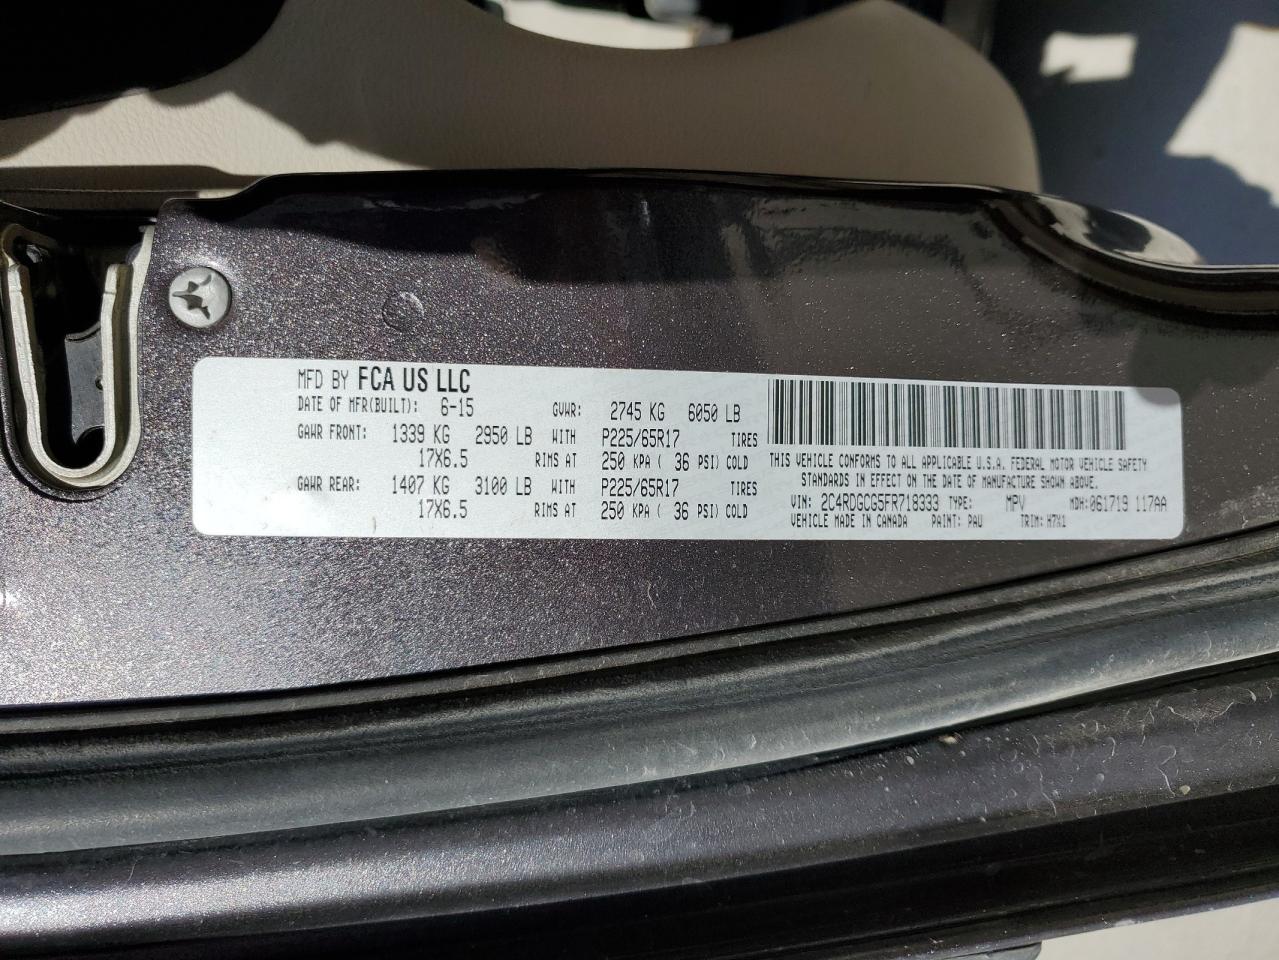 MFD BY FCA US LLC
DATE OF MFR(BUILT): 6-15 GVWR: 2745 KG 6050 LB
GAWR FRONT: 1339 KG 2950 LB WITH P225/65R17 TIRES
17X6.5 RIMS AT 250 KPA ( 36 PSI) COLD
GAWR REAR: 1407 KG 3100 LB WITH P225/65R17 TIRES
17X6.5 RIMS AT 250 KPA ( 36 PSI) COLD
THIS VEHICLE CONFORMS TO ALL APPLICABLE U.S.A. FEDERAL MOTOR VEHICLE SAFETY
STANDARDS IN EFFECT ON THE DATE OF MANUFACTURE SHOWN ABOVE.
VIN: 2C4RDGCG5FR718333 TYPE: MPV MDH:061719 117AA
VEHICLE MADE IN CANADA PAINT: PAU TRIM: H7X1